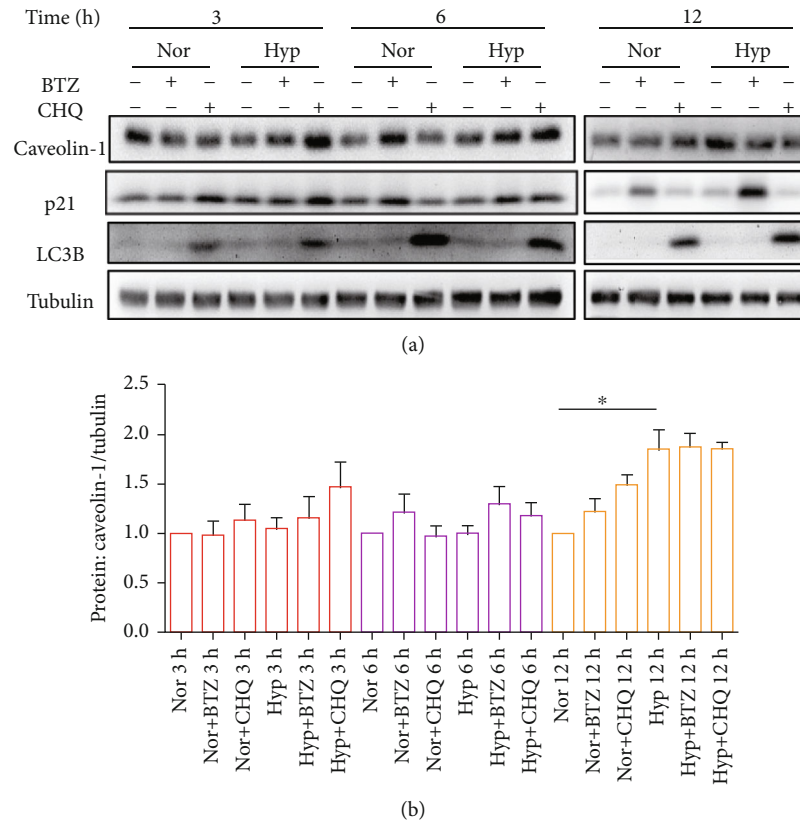 Time (h) 3 6 12
Nor Hyp Nor Hyp Nor Hyp
BTZ − + − − + − − + − − + − − + − − + −
CHQ − − + − − + − − + − − + − − + − − +
Caveolin-1
p21
LC3B
Tubulin
(a)
Protein: caveolin-1/tubulin
2.5
2.0
1.5
1.0
0.5
0.0
*
Nor 3 h
Nor+BTZ 3 h
Nor+CHQ 3 h
Hyp 3 h
Hyp+BTZ 3 h
Hyp+CHQ 3 h
Nor 6 h
Nor+BTZ 6 h
Nor+CHQ 6 h
Hyp 6 h
Hyp+BTZ 6 h
Hyp+CHQ 6 h
Nor 12 h
Nor+BTZ 12 h
Nor+CHQ 12 h
Hyp 12 h
Hyp+BTZ 12 h
Hyp+CHQ 12 h
(b)